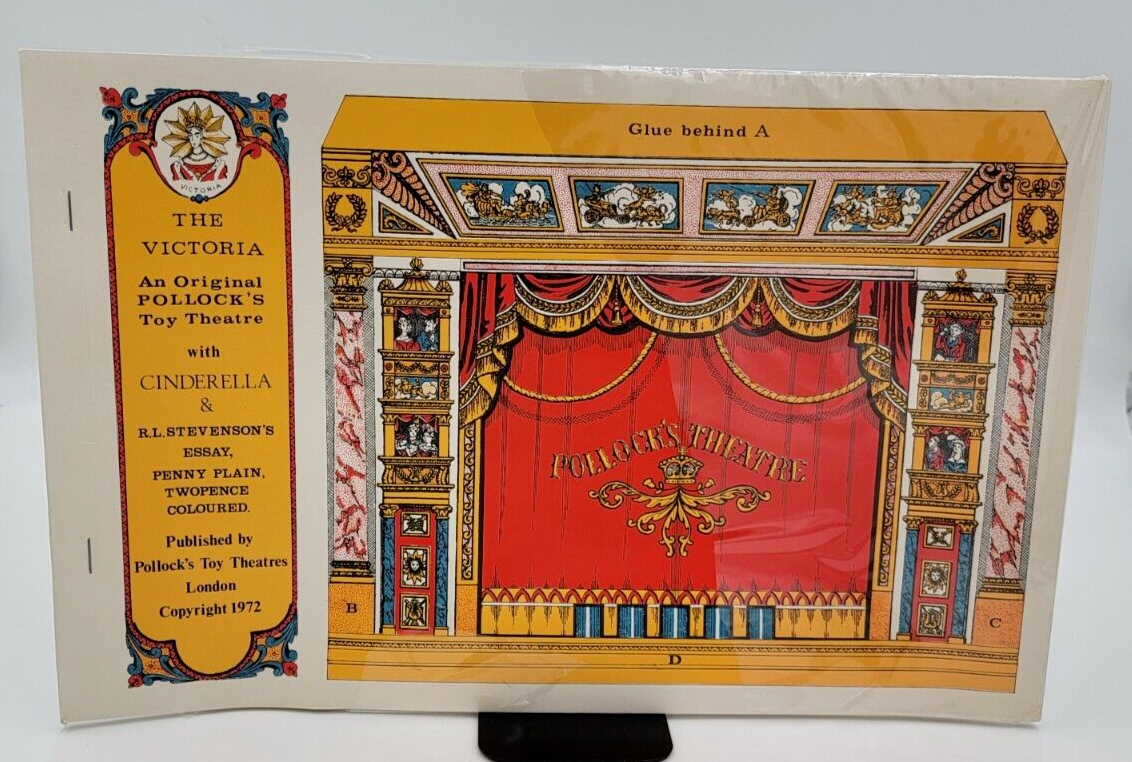 VICTORIA
THE
VICTORIA
An Original
POLLOCK'S
Toy Theatre
with
CINDERELLA
&
R.L.STEVENSON'S
ESSAY,
PENNY PLAIN,
TWOPENCE
COLOURED.
Published by
Pollock's Toy Theatres
London
Copyright 1972
Glue behind A
POLLOCK'S THEATRE
B
C
D